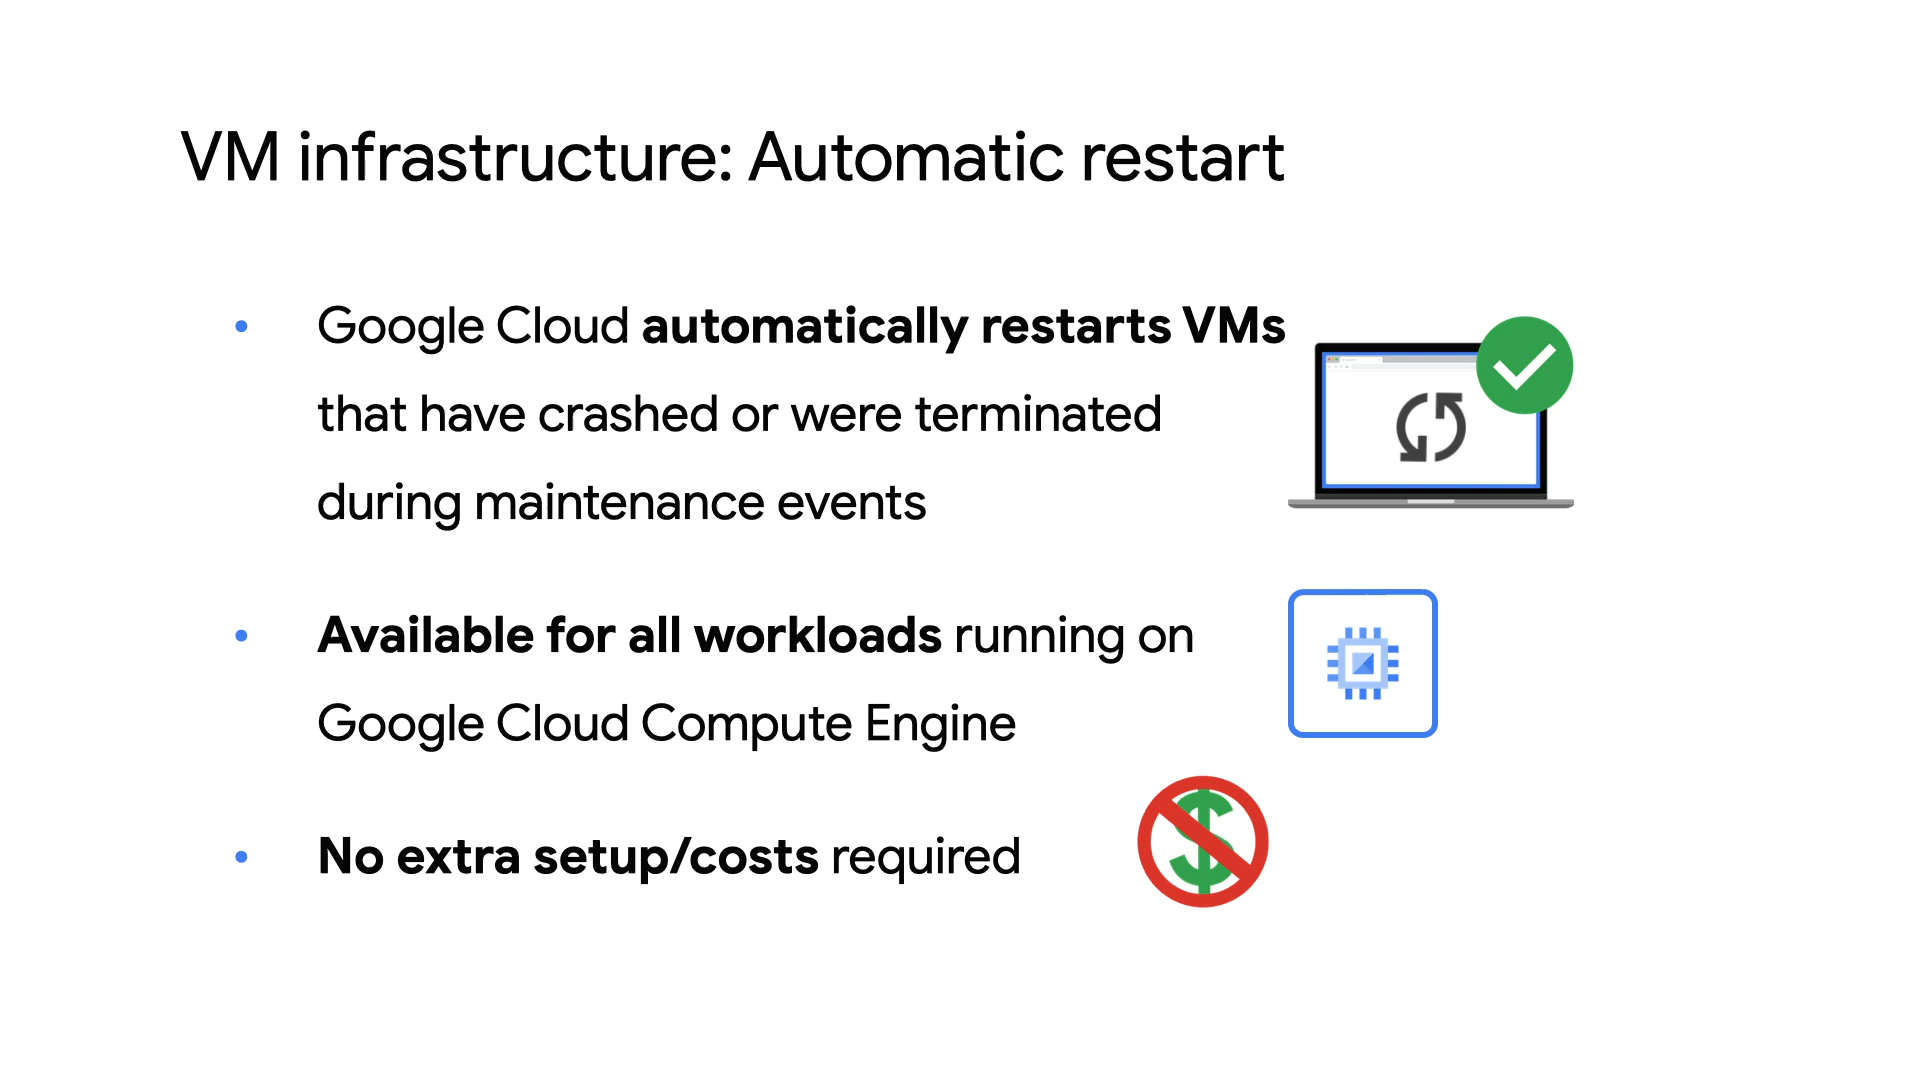 VM infrastructure: Automatic restart
• Google Cloud automatically restarts VMs
that have crashed or were terminated
during maintenance events
• Available for all workloads running on
Google Cloud Compute Engine
• No extra setup/costs required
$